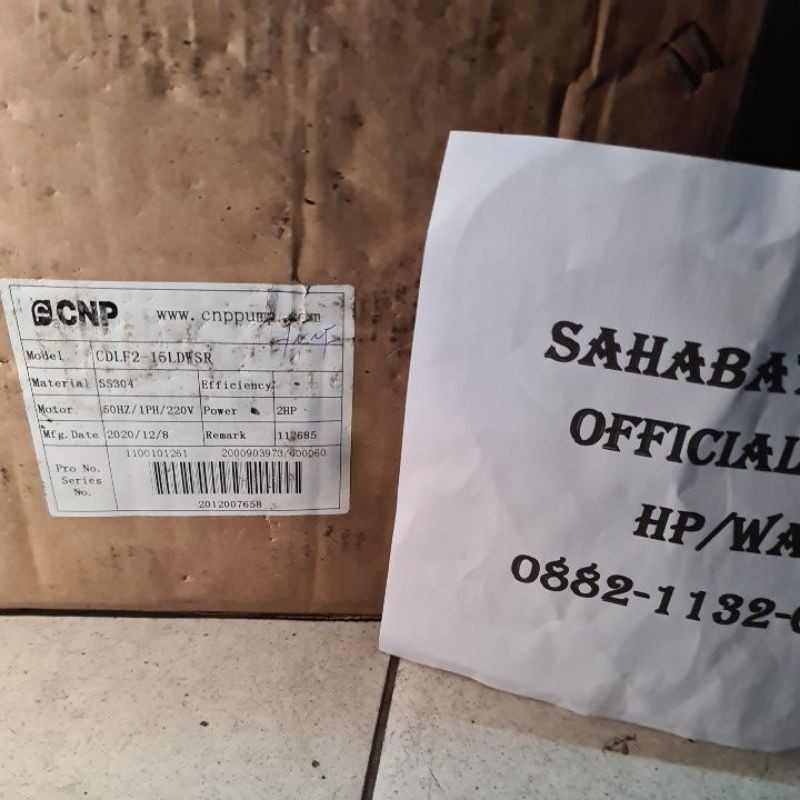 CNP www.cnppump.com
Model CDLF2-15LDWSR
Material SS304 Efficiency
Motor 50HZ/1PH/220V Power 2HP
Mfg.Date 2020/12/8 Remark 112685
1100101261 2000903973/000060
Pro No.
Series
No.
2012007658
SAHABA
OFFICIAL
HP/WA
0882-1132-